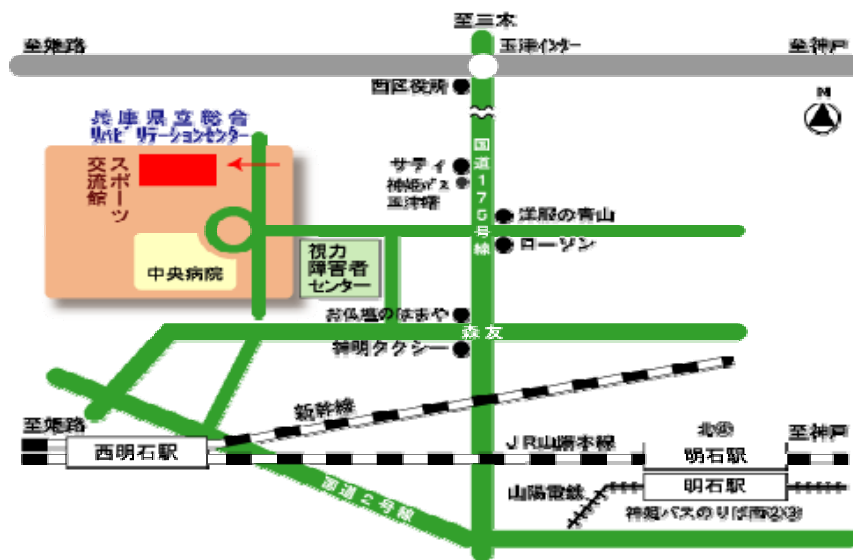 至三木
至姫路
玉津インター
至神戸
西区役所
N
兵庫県立総合
リハビリテーションセンター
国道175号線
サティ
神姫バス
玉津曙
スポーツ
交流館
洋服の青山
ローソン
視力
障害者
センター
中央病院
お仏壇のはまや
森友
神明タクシー
新幹線
至姫路
西明石駅
JR山陽本線
至神戸
明石駅
国道2号線
山陽電鉄
明石駅
神姫バスのりば南②③